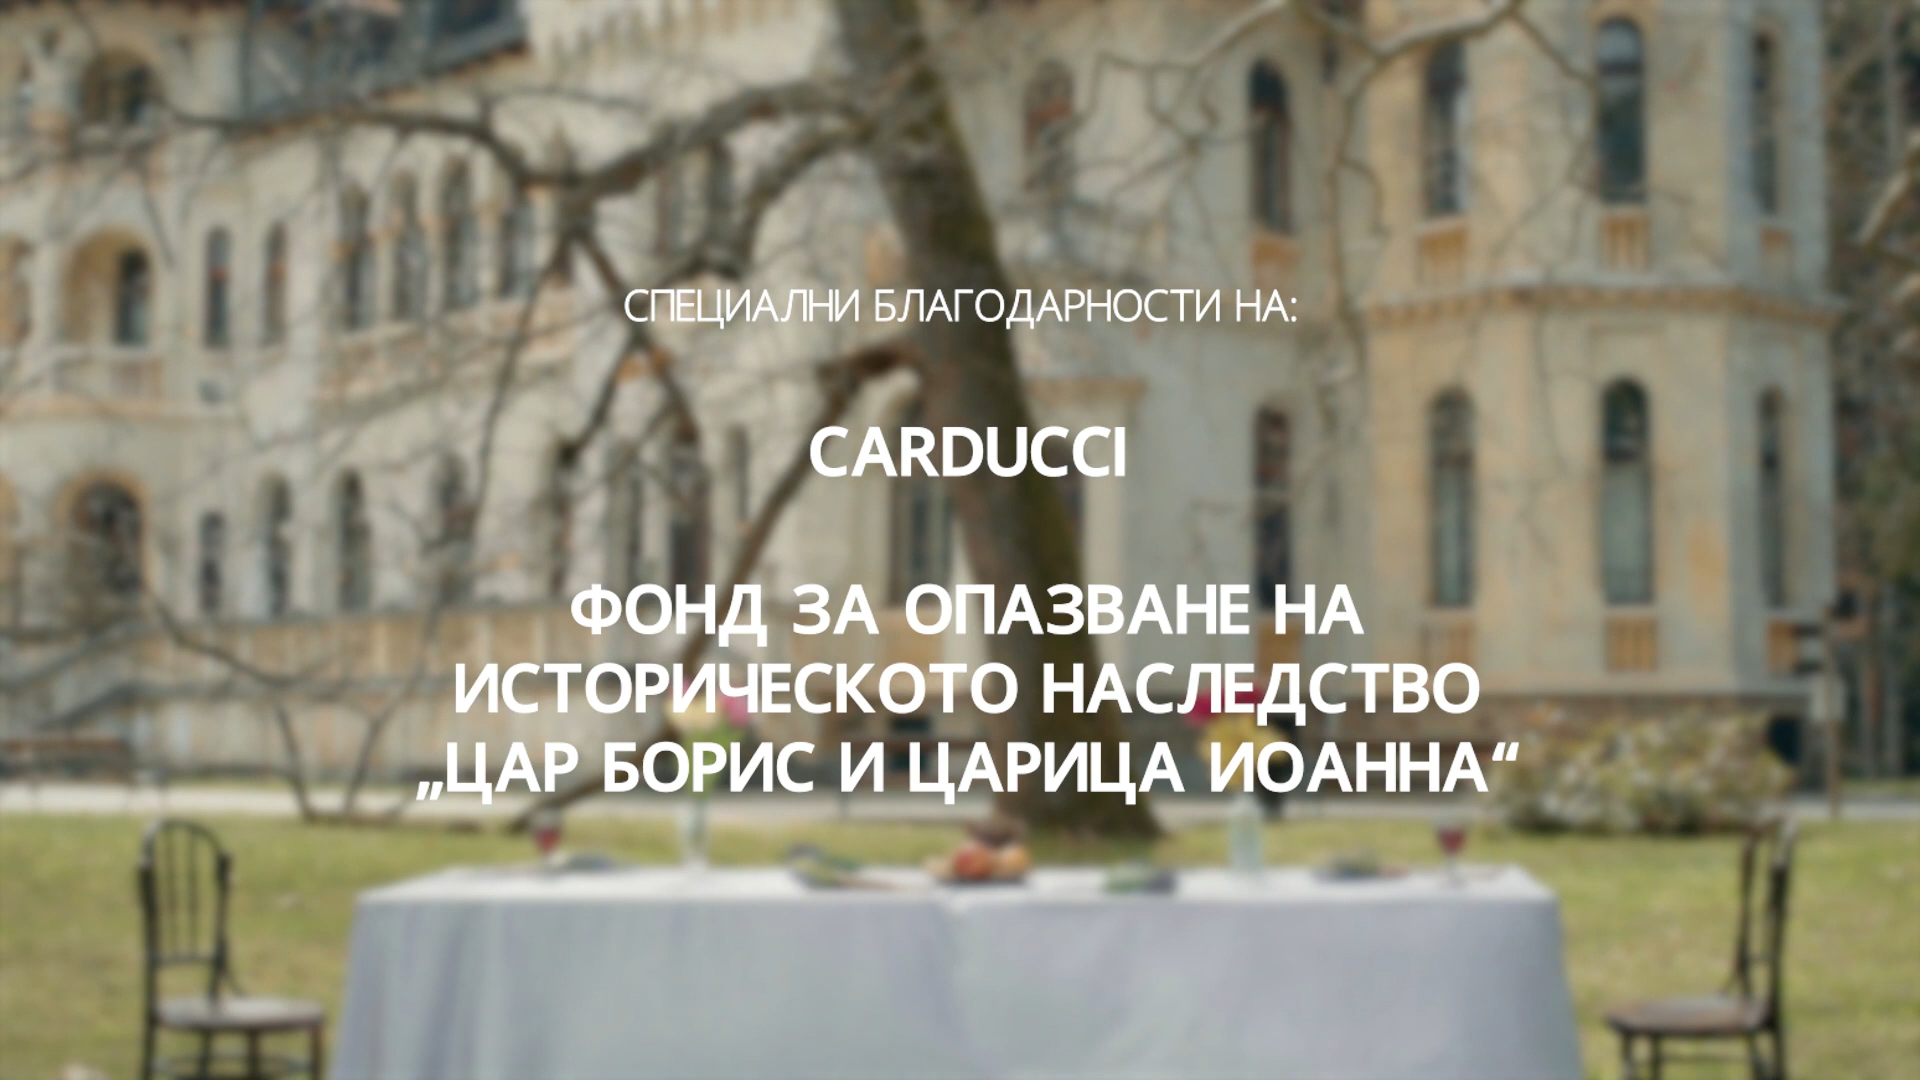 СПЕЦИАЛНИ БЛАГОДАРНОСТИ НА:
CARDUCCI
ФОНД ЗА ОПАЗВАНЕ НА
ИСТОРИЧЕСКОТО НАСЛЕДСТВО
„ЦАР БОРИС И ЦАРИЦА ИОАННА“